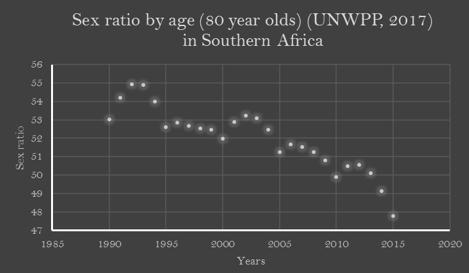 Sex ratio by age (80 year olds) (UNWPP, 2017)
in Southern Africa
56
55
54
53
52
51
50
49
48
47
Sex ratio
1985 1990 1995 2000 2005 2010 2015 2020
Years